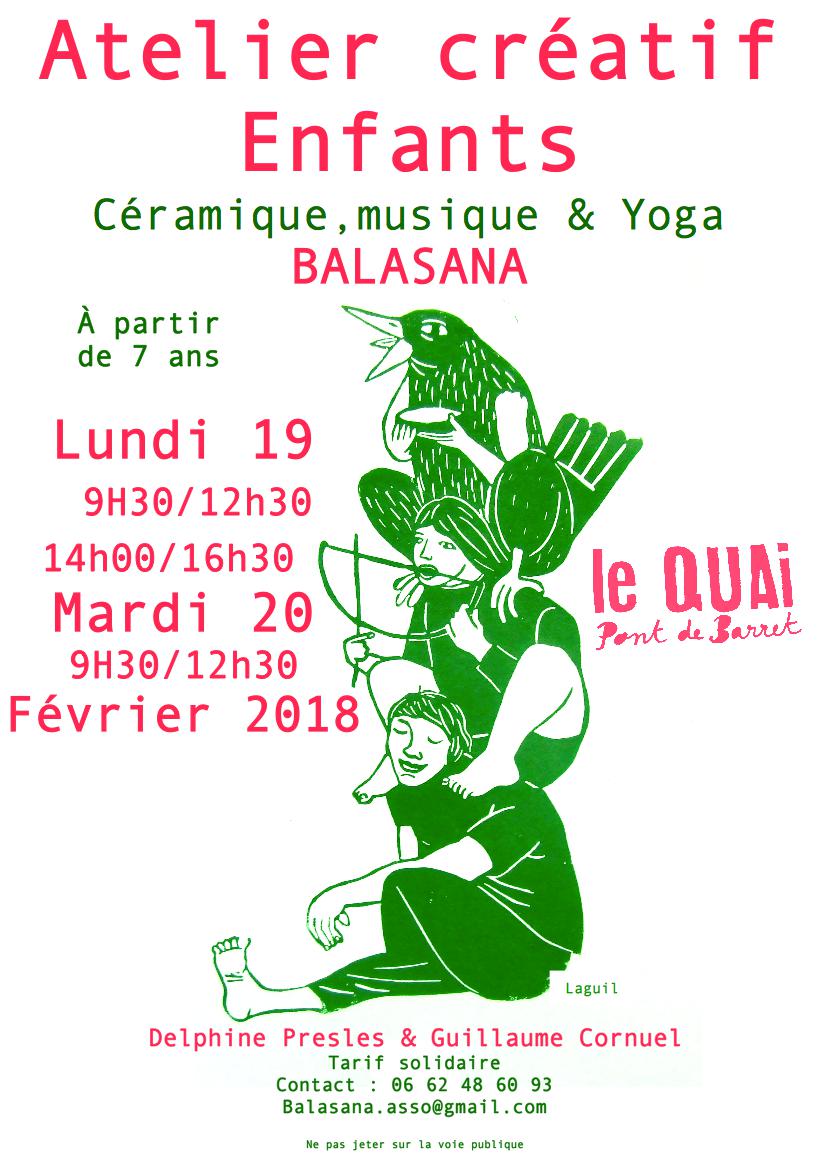 Atelier créatif
Enfants
Céramique,musique & Yoga
BALASANA
À partir
de 7 ans
Lundi 19
9H30/12h30
14h00/16h30
Mardi 20
9H30/12h30
Février 2018
le QUAi
Pont de Barret
Laguil
Delphine Presles & Guillaume Cornuel
Tarif solidaire
Contact : 06 62 48 60 93
Balasana.asso@gmail.com
Ne pas jeter sur la voie publique